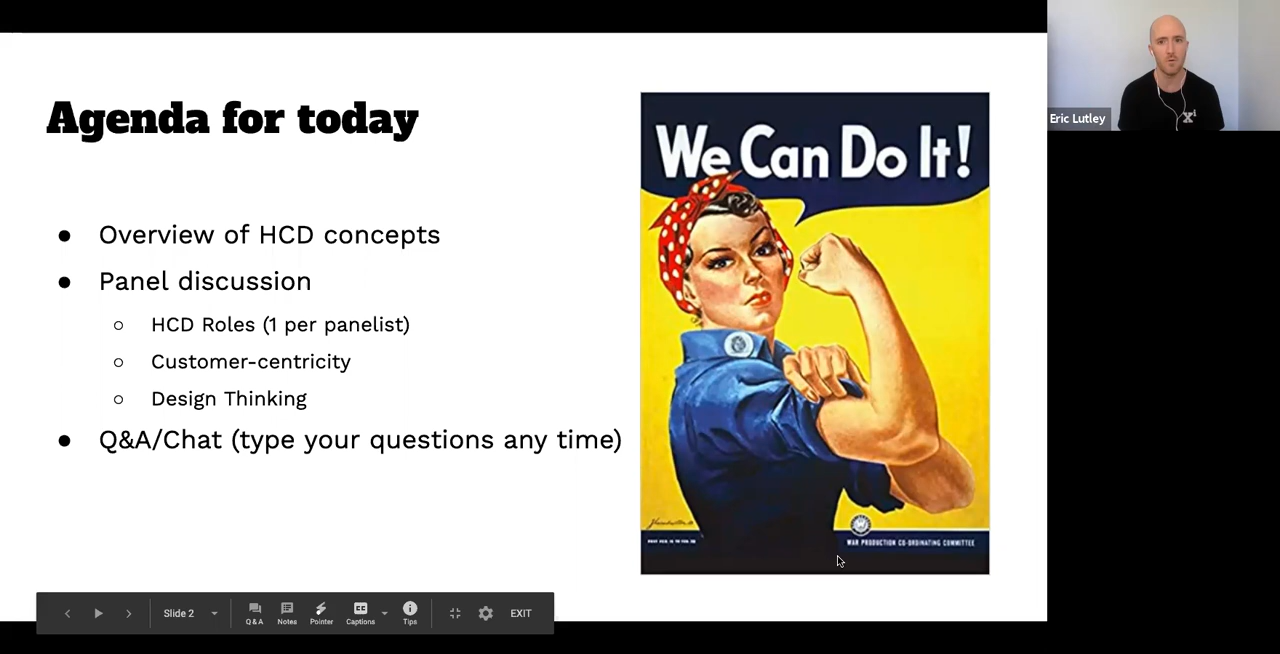 Agenda for today
● Overview of HCD concepts
● Panel discussion
○ HCD Roles (1 per panelist)
○ Customer-centricity
○ Design Thinking
● Q&A/Chat (type your questions any time)
We Can Do It!
WAR PRODUCTION CO-ORDINATING COMMITTEE
Eric Lutley
Slide 2
Q&A
Notes
Pointer
CC
Captions
Tips
EXIT